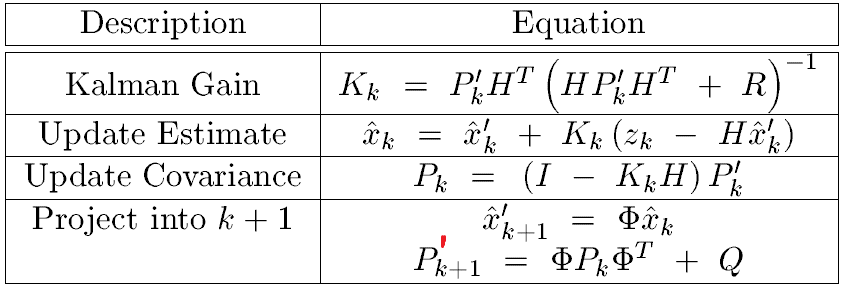 Description Equation
Kalman Gain K_k = P'_k H^T (H P'_k H^T + R)^{-1}
Update Estimate x̂_k = x̂'_k + K_k (z_k − H x̂'_k)
Update Covariance P_k = (I − K_k H) P'_k
Project into k + 1 x̂'_{k+1} = Φ x̂_k
P'_{k+1} = Φ P_k Φ^T + Q